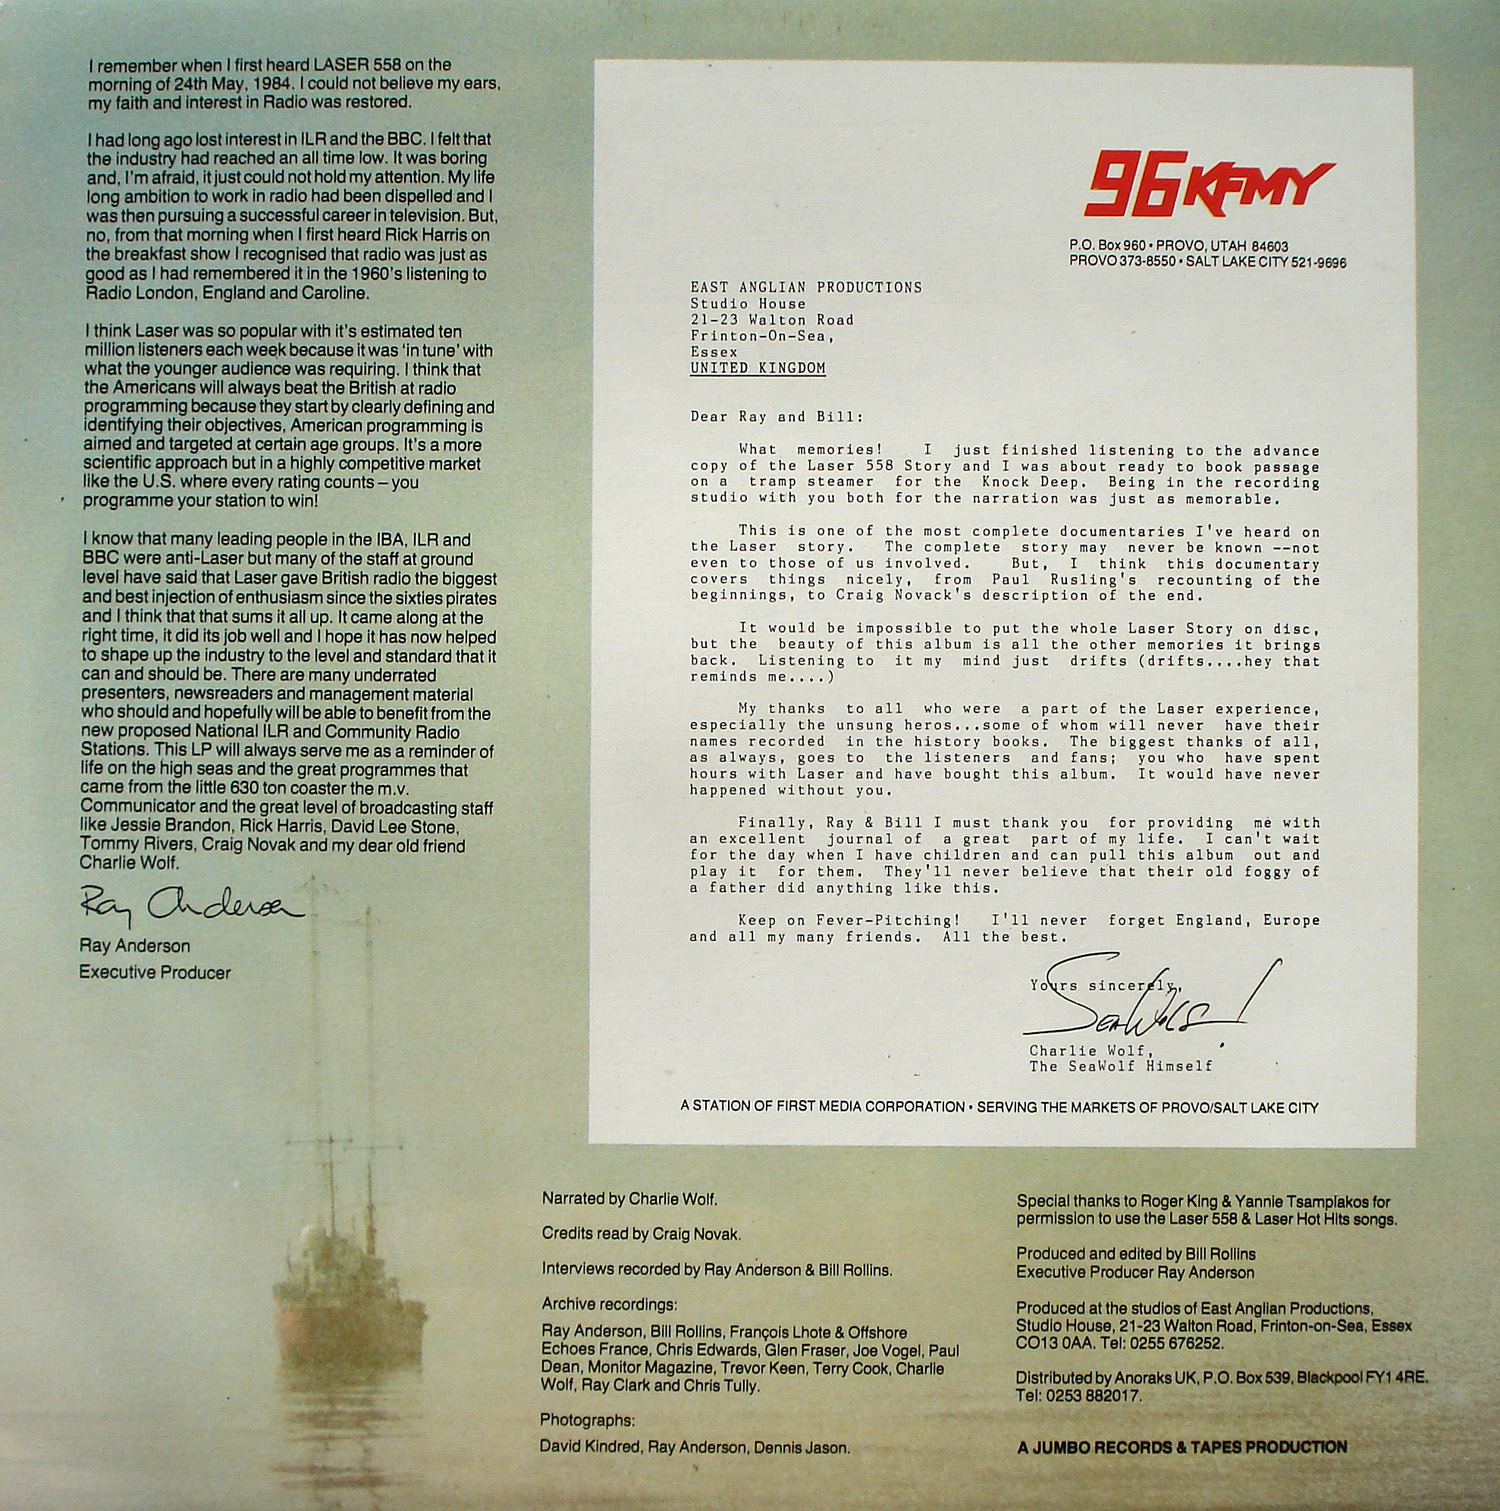 I remember when I first heard LASER 558 on the
morning of 24th May, 1984. I could not believe my ears,
my faith and interest in Radio was restored.
I had long ago lost interest in ILR and the BBC. I felt that
the industry had reached an all time low. It was boring
and, I'm afraid, it just could not hold my attention. My life
long ambition to work in radio had been dispelled and I
was then pursuing a successful career in television. But,
no, from that morning when I first heard Rick Harris on
the breakfast show I recognised that radio was just as
good as I had remembered it in the 1960's listening to
Radio London, England and Caroline.
I think Laser was so popular with it's estimated ten
million listeners each week because it was 'in tune' with
what the younger audience was requiring. I think that
the Americans will always beat the British at radio
programming because they start by clearly defining and
identifying their objectives, American programming is
aimed and targeted at certain age groups. It's a more
scientific approach but in a highly competitive market
like the U.S. where every rating counts – you
programme your station to win!
I know that many leading people in the IBA, ILR and
BBC were anti-Laser but many of the staff at ground
level have said that Laser gave British radio the biggest
and best injection of enthusiasm since the sixties pirates
and I think that that sums it all up. It came along at the
right time, it did its job well and I hope it has now helped
to shape up the industry to the level and standard that it
can and should be. There are many underrated
presenters, newsreaders and management material
who should and hopefully will be able to benefit from the
new proposed National ILR and Community Radio
Stations. This LP will always serve me as a reminder of
life on the high seas and the great programmes that
came from the little 630 ton coaster the m.v.
Communicator and the great level of broadcasting staff
like Jessie Brandon, Rick Harris, David Lee Stone,
Tommy Rivers, Craig Novak and my dear old friend
Charlie Wolf.
Ray Anderson
Ray Anderson
Executive Producer
96 KFMY
P.O. Box 960 • PROVO, UTAH 84603
PROVO 373-8550 • SALT LAKE CITY 521-9696
EAST ANGLIAN PRODUCTIONS
Studio House
21-23 Walton Road
Frinton-On-Sea,
Essex
UNITED KINGDOM
Dear Ray and Bill:
What memories! I just finished listening to the advance
copy of the Laser 558 Story and I was about ready to book passage
on a tramp steamer for the Knock Deep. Being in the recording
studio with you both for the narration was just as memorable.
This is one of the most complete documentaries I've heard on
the Laser story. The complete story may never be known --not
even to those of us involved. But, I think this documentary
covers things nicely, from Paul Rusling's recounting of the
beginnings, to Craig Novack's description of the end.
It would be impossible to put the whole Laser Story on disc,
but the beauty of this album is all the other memories it brings
back. Listening to it my mind just drifts (drifts....hey that
reminds me....)
My thanks to all who were a part of the Laser experience,
especially the unsung heros...some of whom will never have their
names recorded in the history books. The biggest thanks of all,
as always, goes to the listeners and fans; you who have spent
hours with Laser and have bought this album. It would have never
happened without you.
Finally, Ray & Bill I must thank you for providing me with
an excellent journal of a great part of my life. I can't wait
for the day when I have children and can pull this album out and
play it for them. They'll never believe that their old foggy of
a father did anything like this.
Keep on Fever-Pitching! I'll never forget England, Europe
and all my many friends. All the best.
Yours sincerely,
SeaWolf!
Charlie Wolf,
The SeaWolf Himself
A STATION OF FIRST MEDIA CORPORATION • SERVING THE MARKETS OF PROVO/SALT LAKE CITY
Narrated by Charlie Wolf.
Credits read by Craig Novak.
Interviews recorded by Ray Anderson & Bill Rollins.
Archive recordings:
Ray Anderson, Bill Rollins, François Lhote & Offshore
Echoes France, Chris Edwards, Glen Fraser, Joe Vogel, Paul
Dean, Monitor Magazine, Trevor Keen, Terry Cook, Charlie
Wolf, Ray Clark and Chris Tully.
Photographs:
David Kindred, Ray Anderson, Dennis Jason.
Special thanks to Roger King & Yannie Tsampiakos for
permission to use the Laser 558 & Laser Hot Hits songs.
Produced and edited by Bill Rollins
Executive Producer Ray Anderson
Produced at the studios of East Anglian Productions,
Studio House, 21-23 Walton Road, Frinton-on-Sea, Essex
CO13 0AA. Tel: 0255 676252.
Distributed by Anoraks UK, P.O. Box 539, Blackpool FY1 4RE.
Tel: 0253 882017.
A JUMBO RECORDS & TAPES PRODUCTION